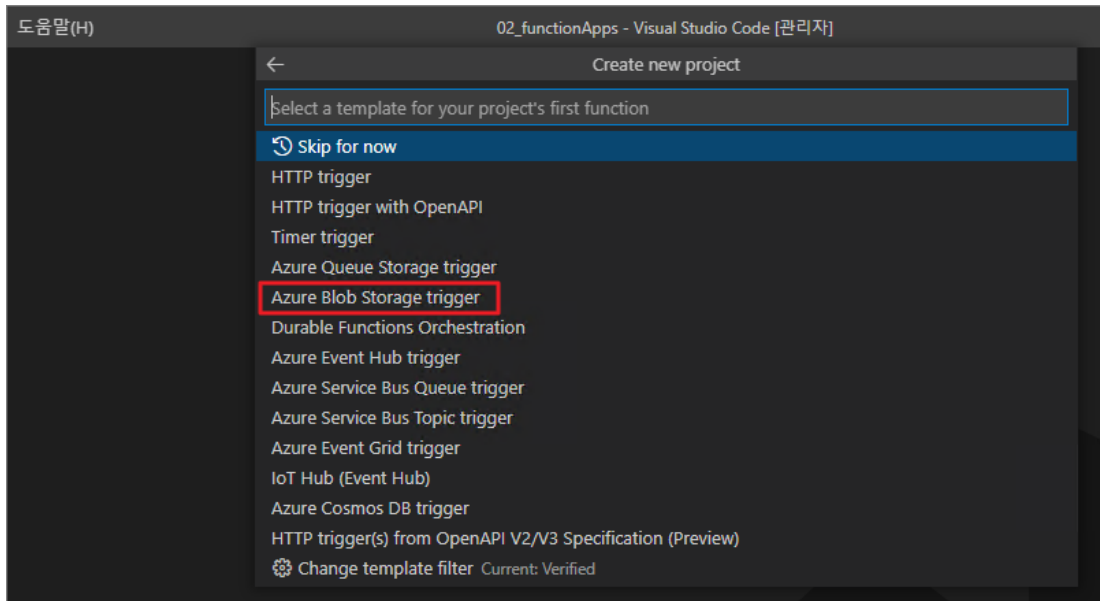 도움말(H) 02_functionApps - Visual Studio Code [관리자]
Create new project
Select a template for your project's first function
Skip for now
HTTP trigger
HTTP trigger with OpenAPI
Timer trigger
Azure Queue Storage trigger
Azure Blob Storage trigger
Durable Functions Orchestration
Azure Event Hub trigger
Azure Service Bus Queue trigger
Azure Service Bus Topic trigger
Azure Event Grid trigger
IoT Hub (Event Hub)
Azure Cosmos DB trigger
HTTP trigger(s) from OpenAPI V2/V3 Specification (Preview)
Change template filter Current: Verified